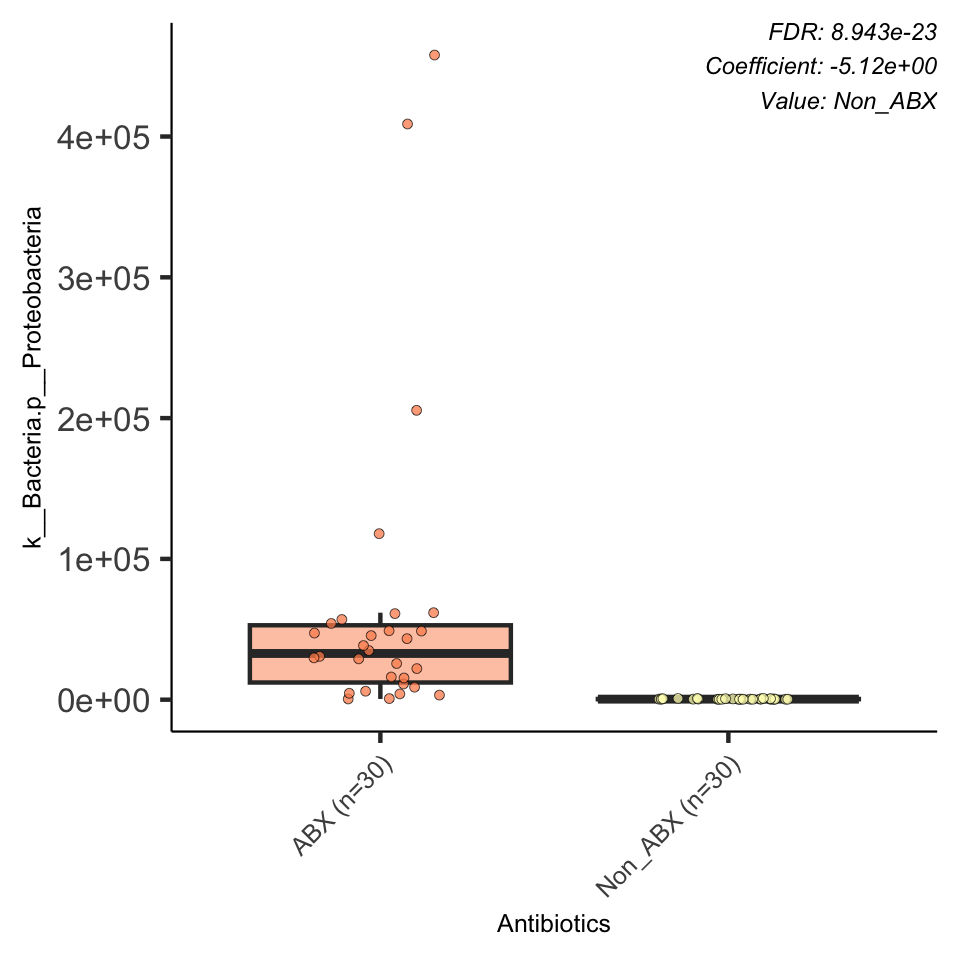 FDR: 8.943e-23
Coefficient: -5.12e+00
Value: Non_ABX
k__Bacteria.p__Proteobacteria
4e+05
3e+05
2e+05
1e+05
0e+00
ABX (n=30)
Non_ABX (n=30)
Antibiotics